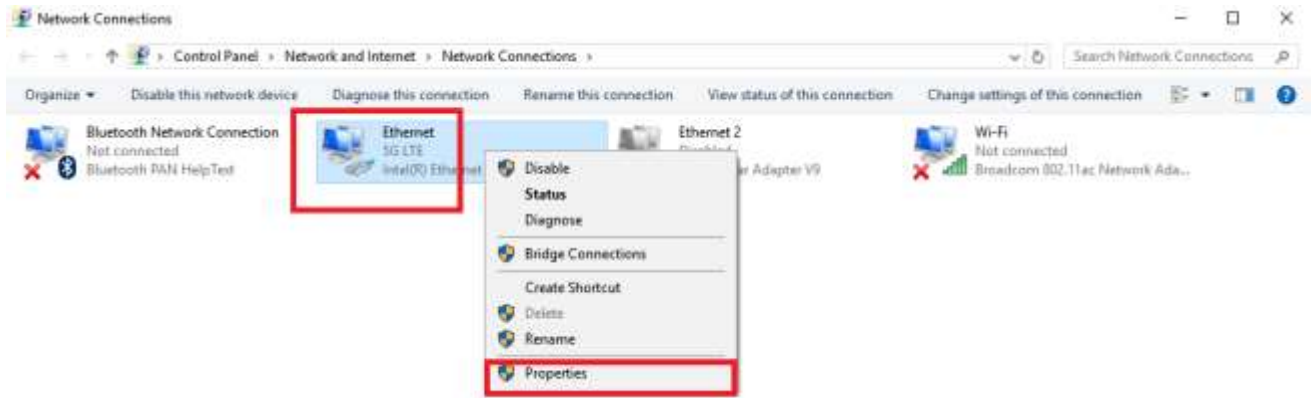 Network Connections
Control Panel › Network and Internet › Network Connections ›
Search Network Connections
Organize
Disable this network device
Diagnose this connection
Rename this connection
View status of this connection
Change settings of this connection
Bluetooth Network Connection
Not connected
Bluetooth PAN HelpText
Ethernet
5G LTE
Intel(R) Ethernet
Ethernet 2
Disabled
Adapter V9
Wi-Fi
Not connected
Broadcom 802.11ac Network Ada...
Disable
Status
Diagnose
Bridge Connections
Create Shortcut
Delete
Rename
Properties